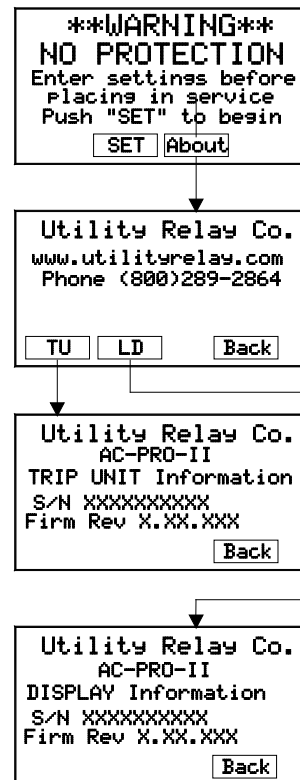 **WARNING**
NO PROTECTION
Enter settings before
placing in service
Push "SET" to begin
SET About
Utility Relay Co.
www.utilityrelay.com
Phone (800)289-2864
TU LD Back
Utility Relay Co.
AC-PRO-II
TRIP UNIT Information
S/N XXXXXXXXXX
Firm Rev X.XX.XXX
Back
Utility Relay Co.
AC-PRO-II
DISPLAY Information
S/N XXXXXXXXXX
Firm Rev X.XX.XXX
Back